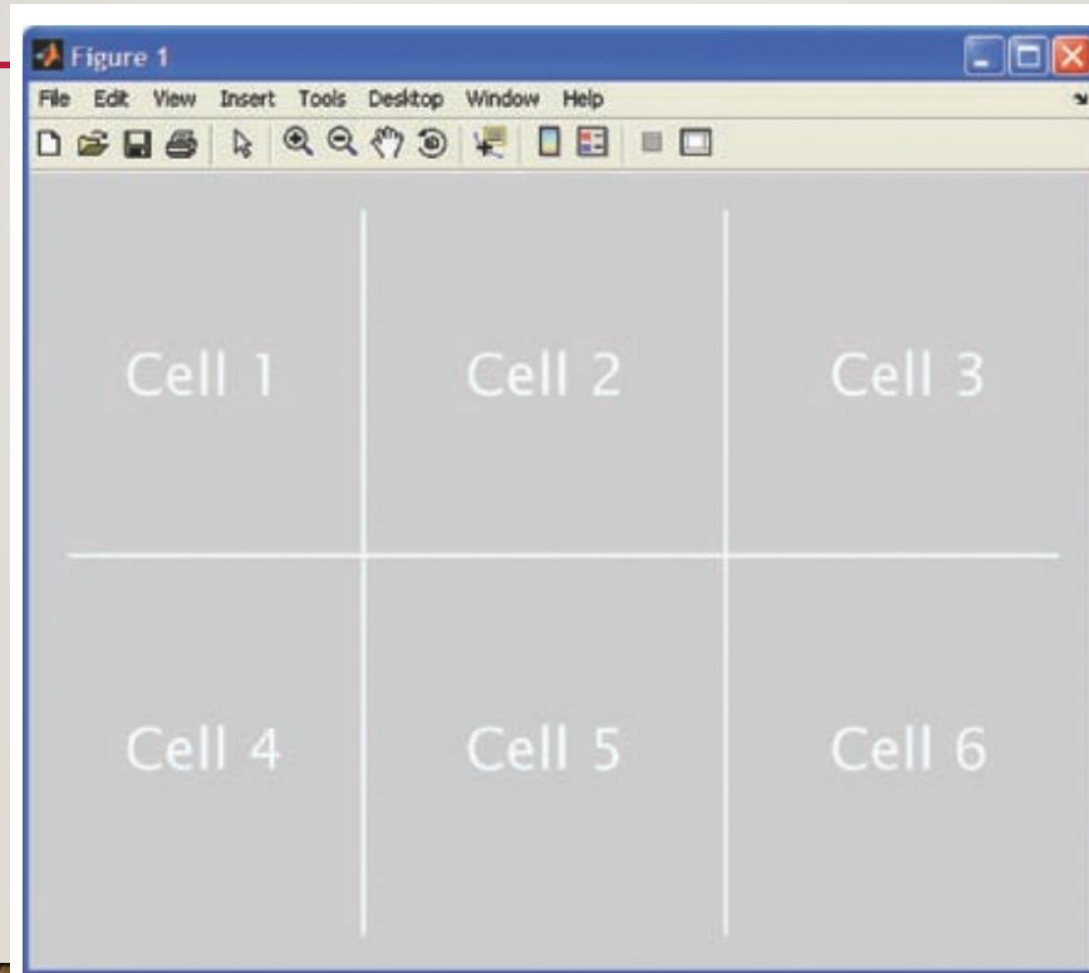 Figure 1
File Edit View Insert Tools Desktop Window Help
Cell 1 Cell 2 Cell 3
Cell 4 Cell 5 Cell 6